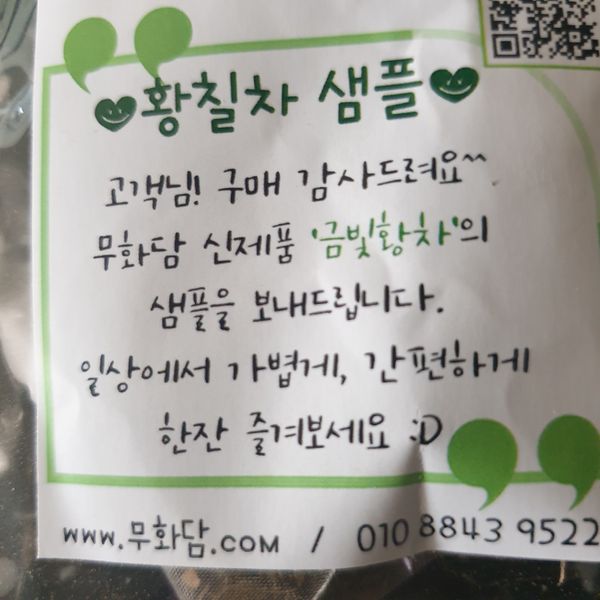 황칠차 샘플
고객님! 구매 감사드려요^^
무화담 신제품 '금빛황차'의
샘플을 보내드립니다.
일상에서 가볍게, 간편하게
한잔 즐겨보세요 :D
www.무화담.com / 010 8843 9522